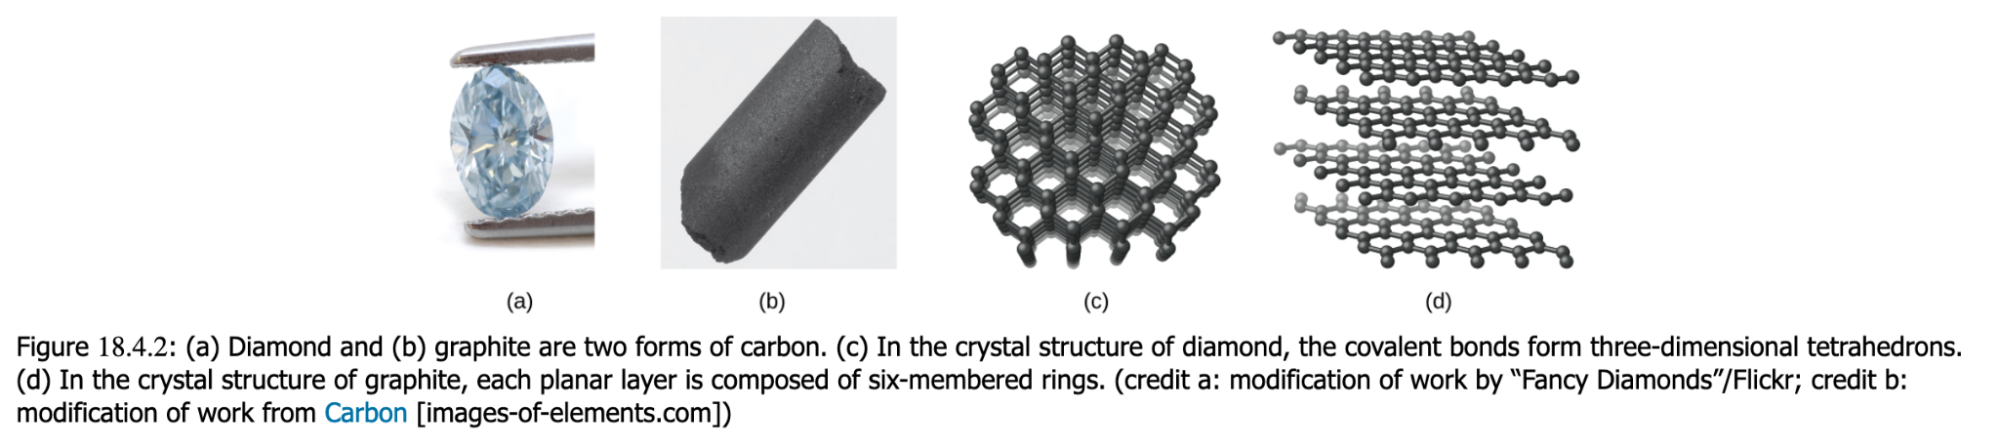 (a) (b) (c) (d)
Figure 18.4.2: (a) Diamond and (b) graphite are two forms of carbon. (c) In the crystal structure of diamond, the covalent bonds form three-dimensional tetrahedrons.
(d) In the crystal structure of graphite, each planar layer is composed of six-membered rings. (credit a: modification of work by “Fancy Diamonds”/Flickr; credit b:
modification of work from Carbon [images-of-elements.com])